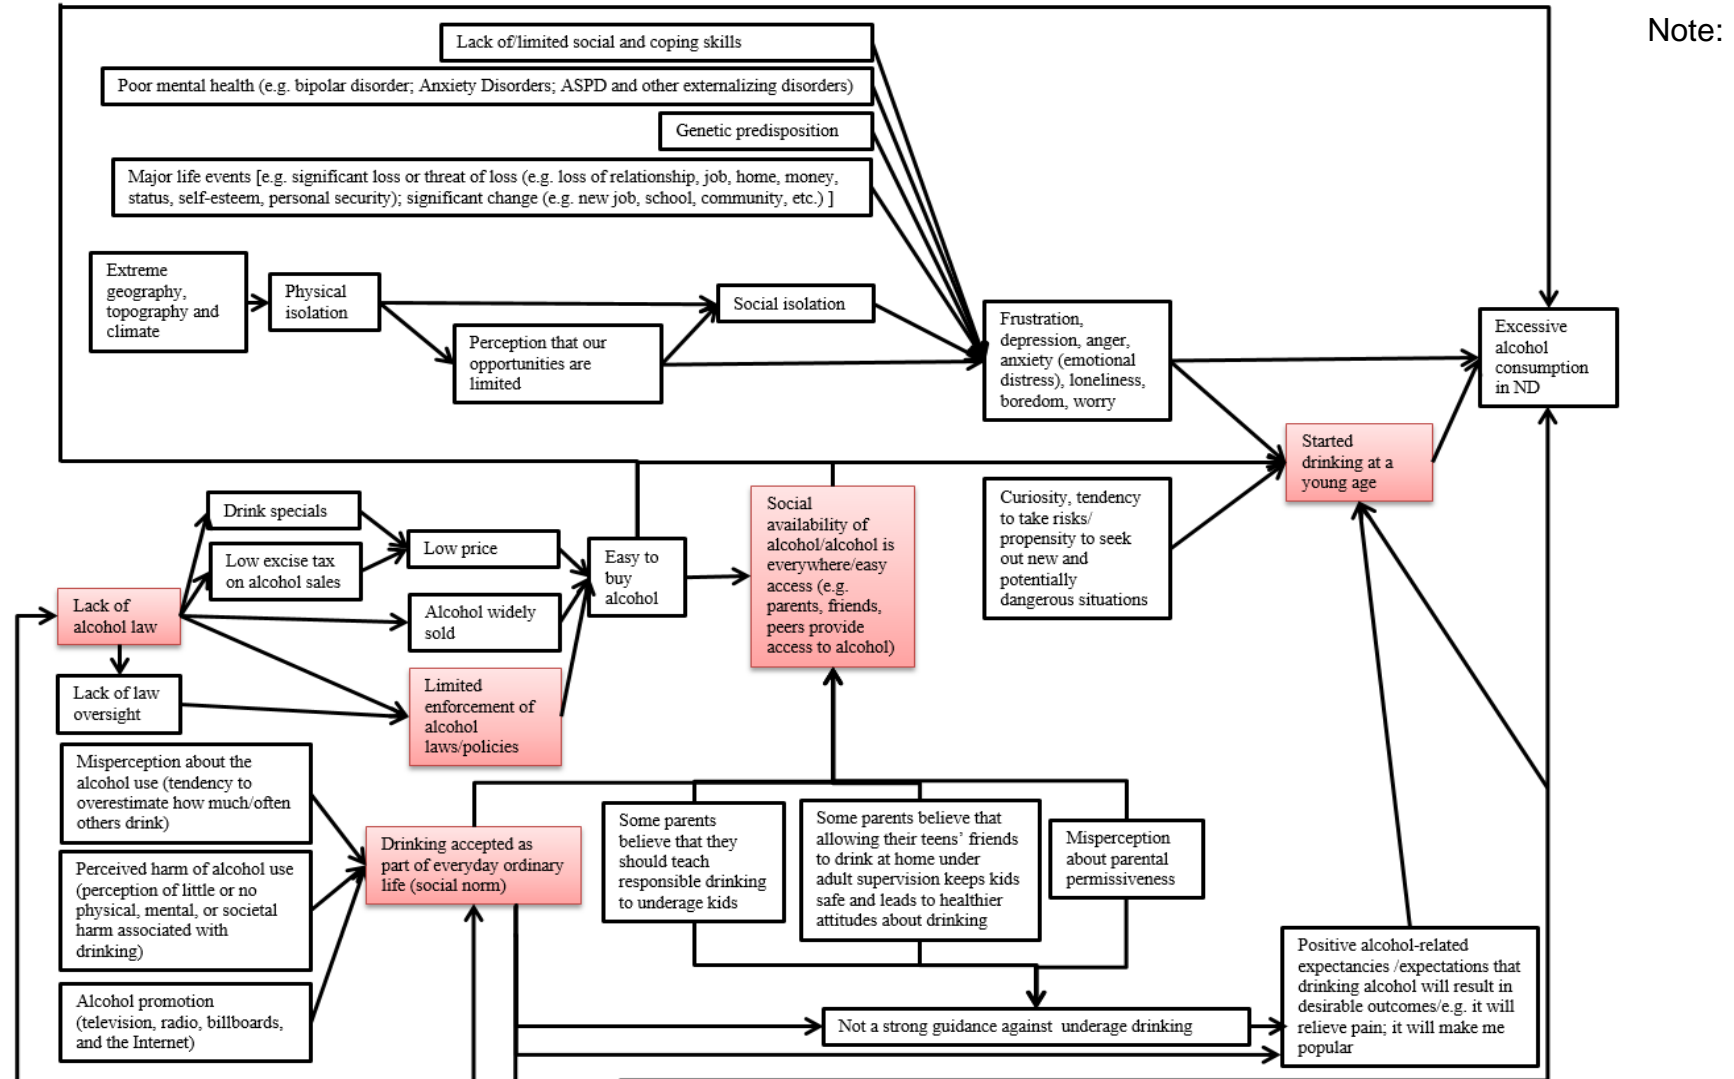 Note:
Lack of/limited social and coping skills
Poor mental health (e.g. bipolar disorder; Anxiety Disorders; ASPD and other externalizing disorders)
Genetic predisposition
Major life events [e.g. significant loss or threat of loss (e.g. loss of relationship, job, home, money,
status, self-esteem, personal security); significant change (e.g. new job, school, community, etc.) ]
Extreme
geography,
topography and
climate
Physical
isolation
Social isolation
Perception that our
opportunities are
limited
Frustration,
depression, anger,
anxiety (emotional
distress), loneliness,
boredom, worry
Excessive
alcohol
consumption
in ND
Started
drinking at a
young age
Curiosity, tendency
to take risks/
propensity to seek
out new and
potentially
dangerous situations
Drink specials
Low excise tax
on alcohol sales
Low price
Easy to
buy
alcohol
Social
availability of
alcohol/alcohol is
everywhere/easy
access (e.g.
parents, friends,
peers provide
access to alcohol)
Lack of
alcohol law
Alcohol widely
sold
Lack of law
oversight
Limited
enforcement of
alcohol
laws/policies
Misperception about the
alcohol use (tendency to
overestimate how much/often
others drink)
Perceived harm of alcohol use
(perception of little or no
physical, mental, or societal
harm associated with
drinking)
Alcohol promotion
(television, radio, billboards,
and the Internet)
Drinking accepted as
part of everyday ordinary
life (social norm)
Some parents
believe that they
should teach
responsible drinking
to underage kids
Some parents believe that
allowing their teens’ friends
to drink at home under
adult supervision keeps kids
safe and leads to healthier
attitudes about drinking
Misperception
about parental
permissiveness
Not a strong guidance against underage drinking
Positive alcohol-related
expectancies /expectations that
drinking alcohol will result in
desirable outcomes/e.g. it will
relieve pain; it will make me
popular